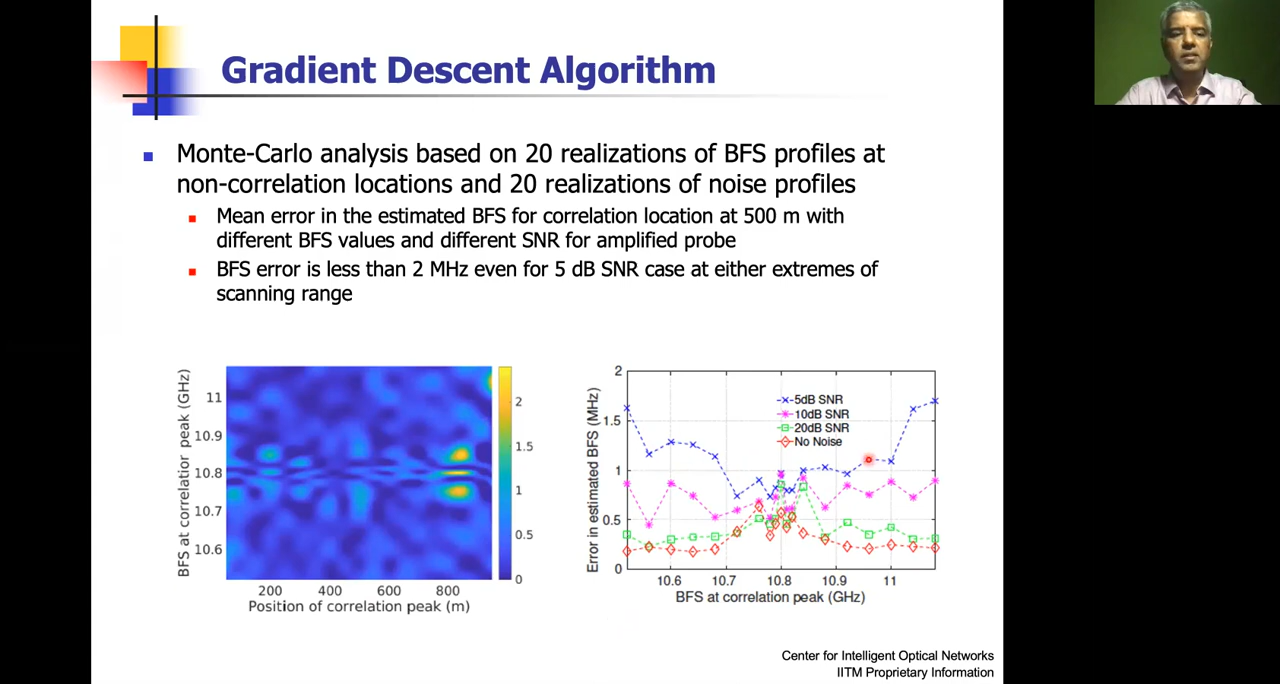 Gradient Descent Algorithm
Monte-Carlo analysis based on 20 realizations of BFS profiles at
non-correlation locations and 20 realizations of noise profiles
Mean error in the estimated BFS for correlation location at 500 m with
different BFS values and different SNR for amplified probe
BFS error is less than 2 MHz even for 5 dB SNR case at either extremes of
scanning range
BFS at correlation peak (GHz)
11
10.9
10.8
10.7
10.6
200 400 600 800
Position of correlation peak (m)
2
1.5
1
0.5
0
Error in estimated BFS (MHz)
2
1.5
1
0.5
0
5dB SNR
10dB SNR
20dB SNR
No Noise
10.6 10.7 10.8 10.9 11
BFS at correlation peak (GHz)
Center for Intelligent Optical Networks
IITM Proprietary Information